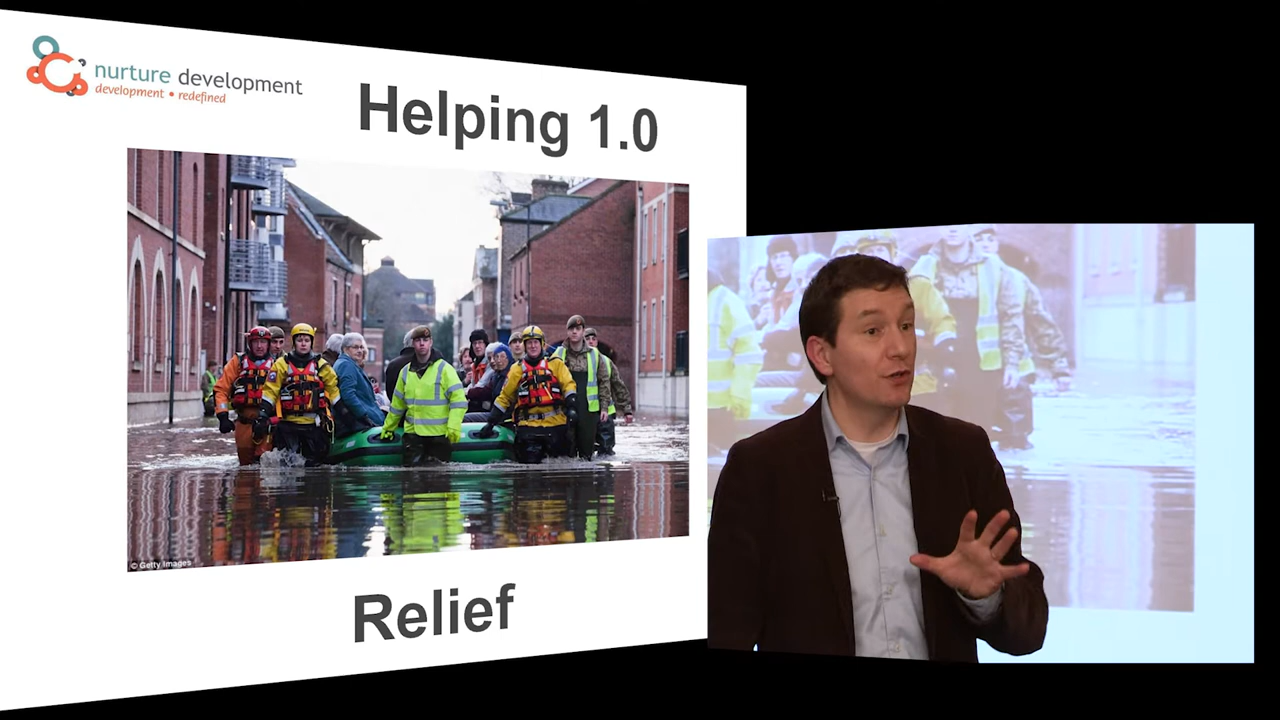 nurture development
development • redefined
Helping 1.0
© Getty Images
Relief